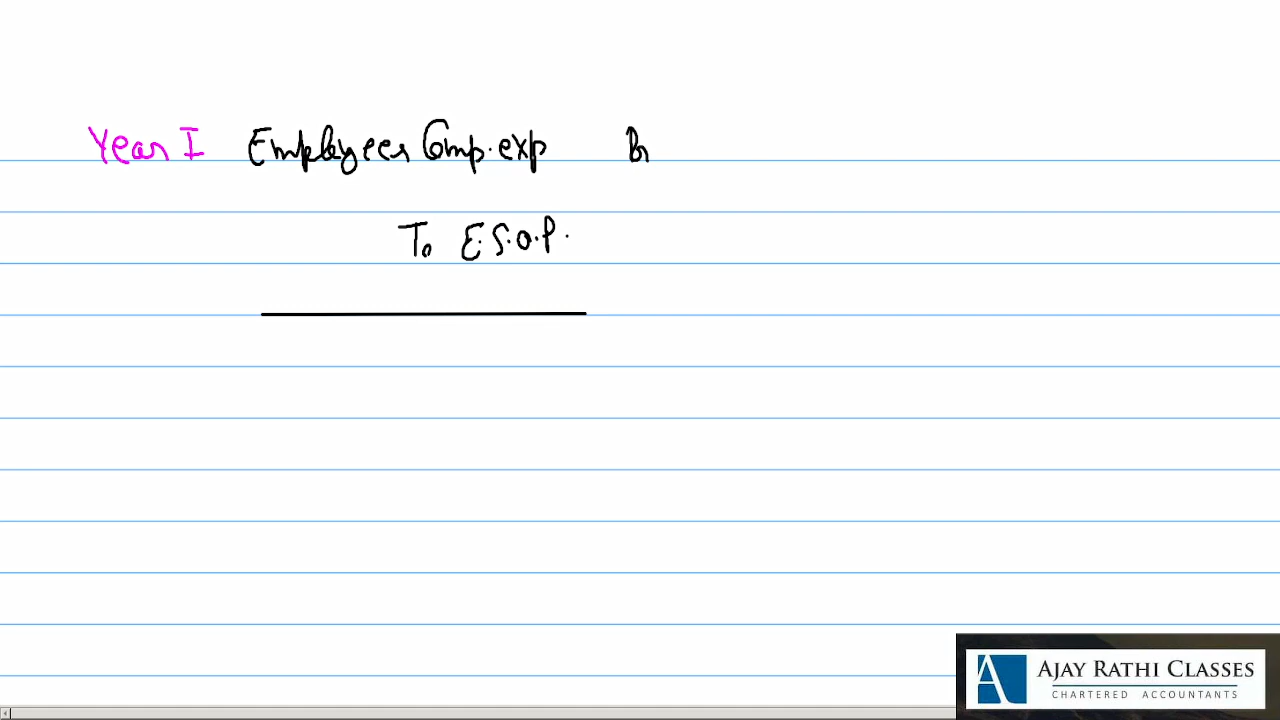 Year I Employees Comp. exp Dr
To E.S.O.P.
AJAY RATHI CLASSES
CHARTERED ACCOUNTANTS